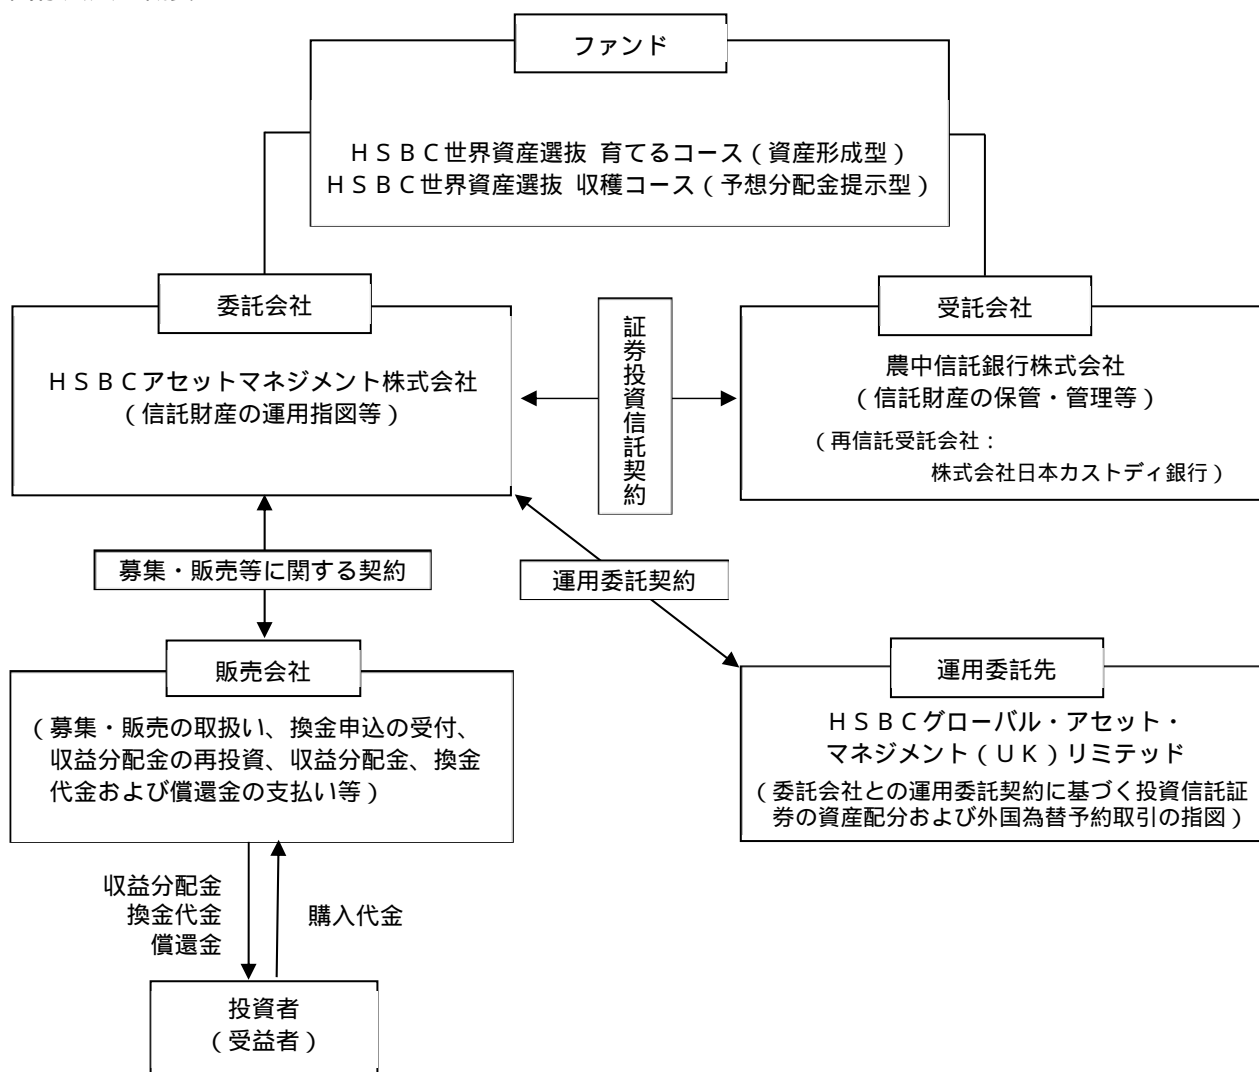 ファンド
ＨＳＢＣ世界資産選抜 育てるコース（資産形成型）
ＨＳＢＣ世界資産選抜 収穫コース（予想分配金提示型）
委託会社
ＨＳＢＣアセットマネジメント株式会社
（信託財産の運用指図等）
証券投資信託契約
受託会社
農中信託銀行株式会社
（信託財産の保管・管理等）
（再信託受託会社：
株式会社日本カストディ銀行）
募集・販売等に関する契約
運用委託契約
販売会社
（募集・販売の取扱い、換金申込の受付、
収益分配金の再投資、収益分配金、換金
代金および償還金の支払い等）
運用委託先
ＨＳＢＣグローバル・アセット・
マネジメント（ＵＫ）リミテッド
（委託会社との運用委託契約に基づく投資信託証
券の資産配分および外国為替予約取引の指図）
収益分配金
換金代金
償還金
購入代金
投資者
（受益者）